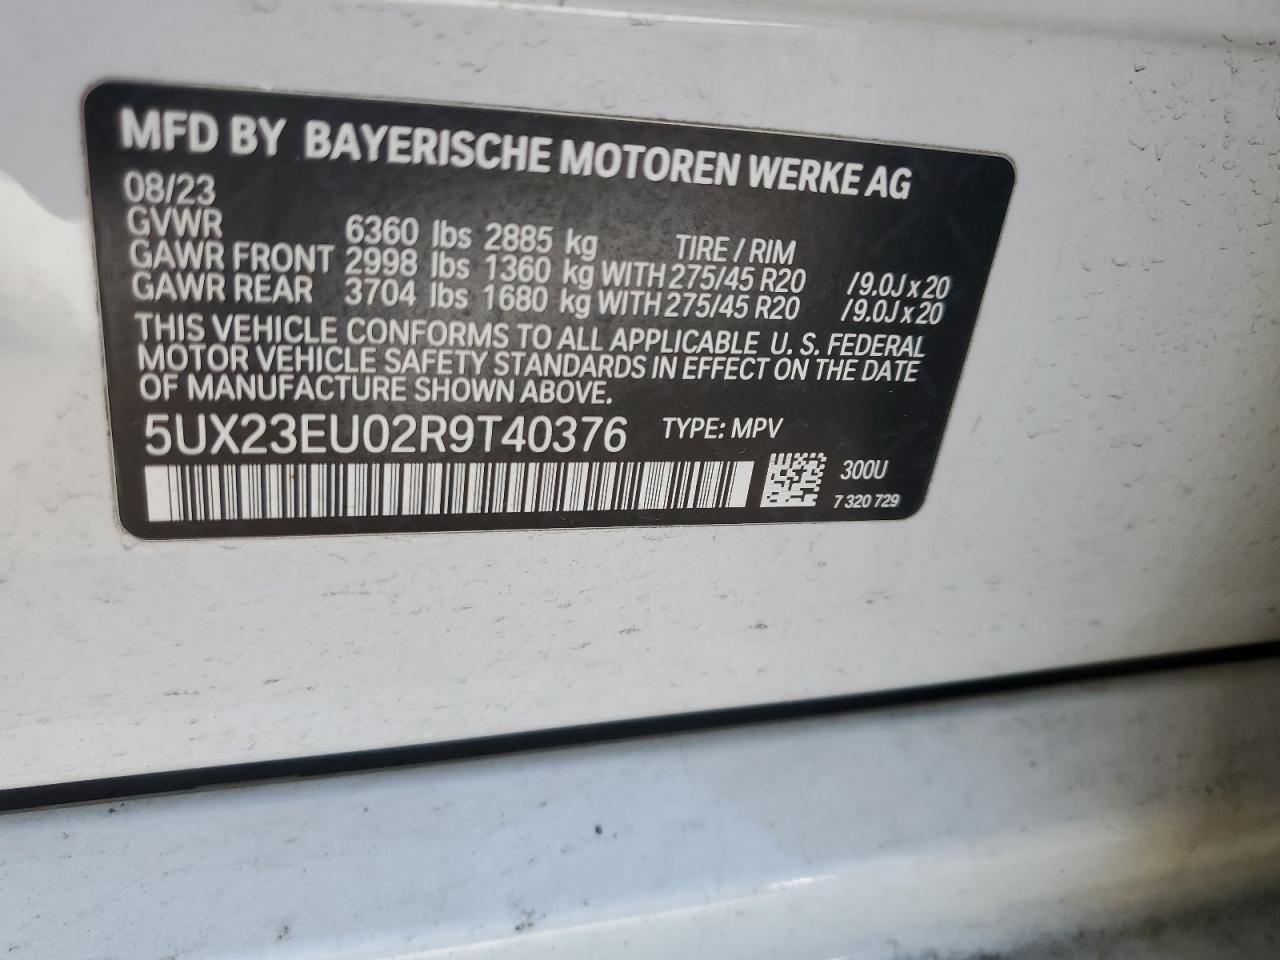 MFD BY BAYERISCHE MOTOREN WERKE AG
08/23
GVWR 6360 lbs 2885 kg TIRE / RIM
GAWR FRONT 2998 lbs 1360 kg WITH 275/45 R20 /9.0J x 20
GAWR REAR 3704 lbs 1680 kg WITH 275/45 R20 /9.0J x 20
THIS VEHICLE CONFORMS TO ALL APPLICABLE U. S. FEDERAL
MOTOR VEHICLE SAFETY STANDARDS IN EFFECT ON THE DATE
OF MANUFACTURE SHOWN ABOVE.
5UX23EU02R9T40376 TYPE: MPV
300U
7 320 729